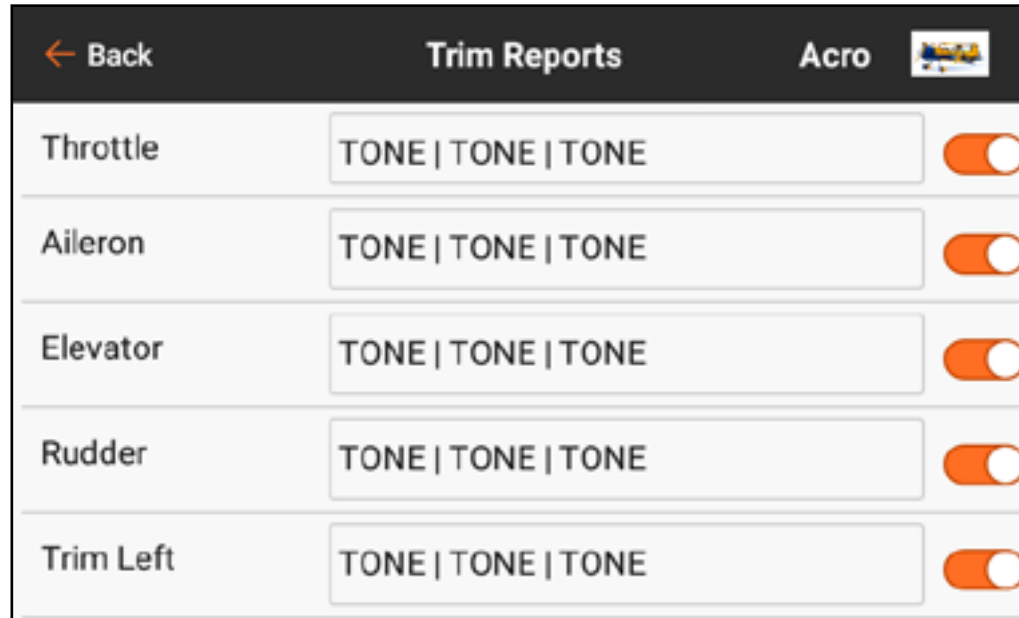 ← Back Trim Reports Acro
Throttle TONE | TONE | TONE
Aileron TONE | TONE | TONE
Elevator TONE | TONE | TONE
Rudder TONE | TONE | TONE
Trim Left TONE | TONE | TONE